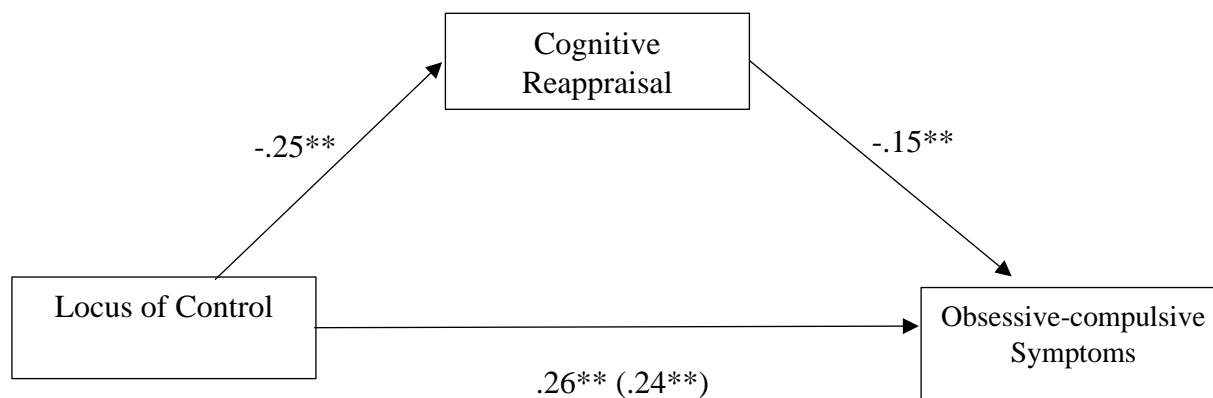 Cognitive
Reappraisal
-.25**
-.15**
Locus of Control
Obsessive-compulsive
Symptoms
.26** (.24**)